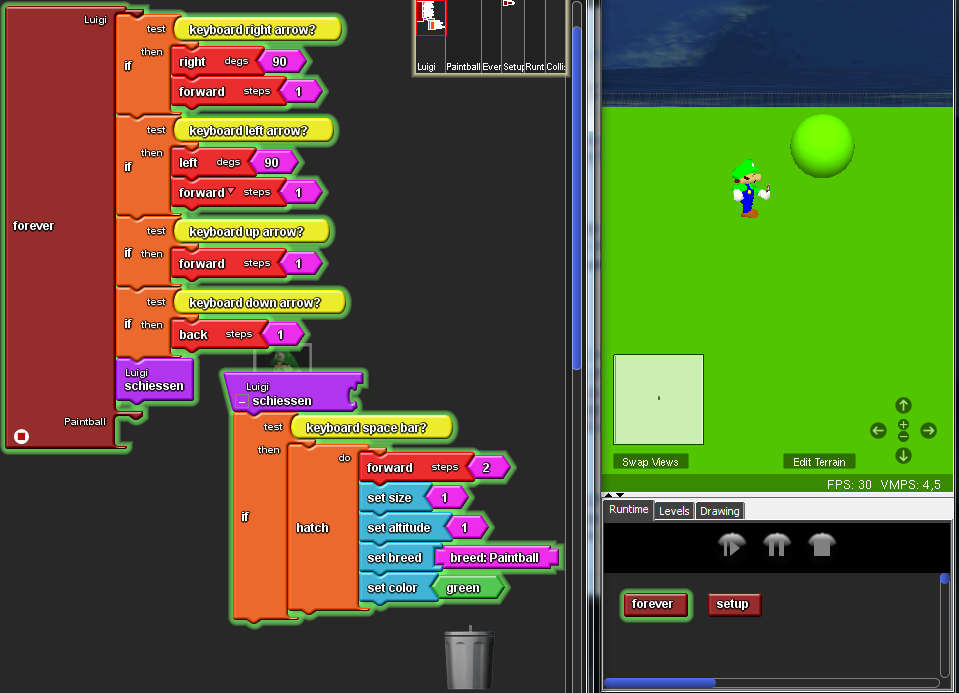 Luigi
test keyboard right arrow?
if then right degs 90
forward steps 1
test keyboard left arrow?
if then left degs 90
forward steps 1
forever
test keyboard up arrow?
if then forward steps 1
test keyboard down arrow?
if then back steps 1
Luigi
schiessen
Paintball
Luigi
schiessen
test keyboard space bar?
then do forward steps 2
set size 1
if hatch set altitude 1
set breed breed: Paintball
set color green
Luigi Paintball Ever Setup Runt Collis
Swap Views Edit Terrain
FPS: 30 VMPS: 4,5
Runtime Levels Drawing
forever setup